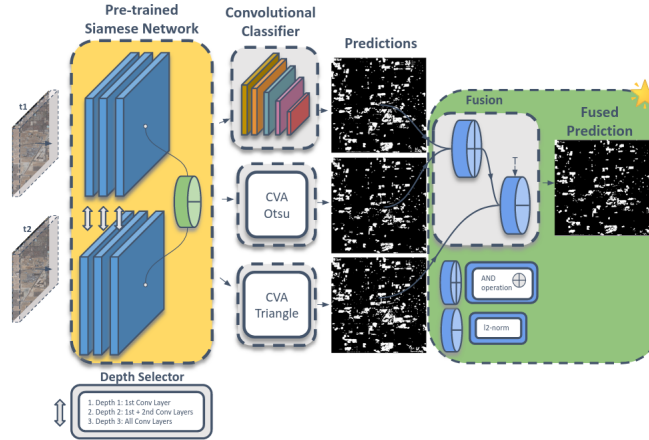 Pre-trained
Siamese Network
Convolutional
Classifier
Predictions
t1
t2
Fusion
Fused
Prediction
T
CVA
Otsu
CVA
Triangle
AND
operation
l2-norm
Depth Selector
1. Depth 1: 1st Conv Layer
2. Depth 2: 1st + 2nd Conv Layers
3. Depth 3: All Conv Layers